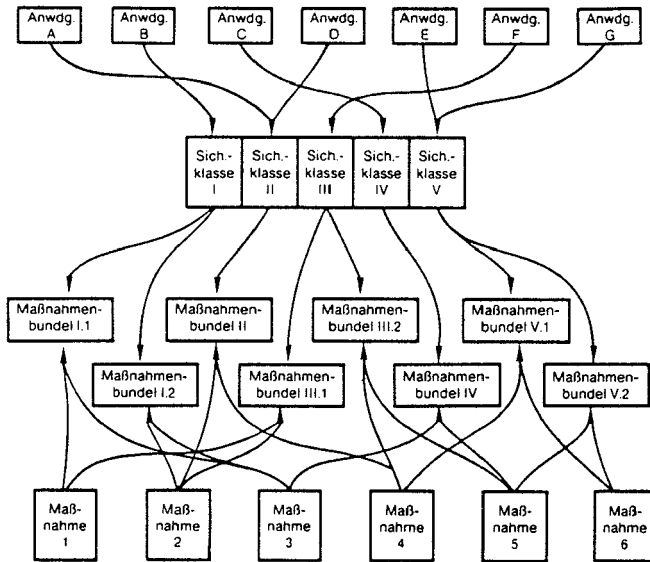 Anwdg.
A
Anwdg.
B
Anwdg.
C
Anwdg.
D
Anwdg.
E
Anwdg.
F
Anwdg.
G
Sich.-
klasse
I
Sich.-
klasse
II
Sich.-
klasse
III
Sich.-
klasse
IV
Sich.-
klasse
V
Maßnahmen-
bundel I.1
Maßnahmen-
bundel II
Maßnahmen-
bundel III.2
Maßnahmen-
bundel V.1
Maßnahmen-
bundel I.2
Maßnahmen-
bundel III.1
Maßnahmen-
bundel IV
Maßnahmen-
bundel V.2
Maß-
nahme
1
Maß-
nahme
2
Maß-
nahme
3
Maß-
nahme
4
Maß-
nahme
5
Maß-
nahme
6